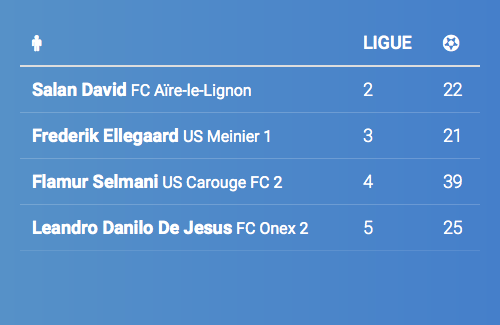 LIGUE
Salan David FC Aïre-le-Lignon 2 22
Frederik Ellegaard US Meinier 1 3 21
Flamur Selmani US Carouge FC 2 4 39
Leandro Danilo De Jesus FC Onex 2 5 25